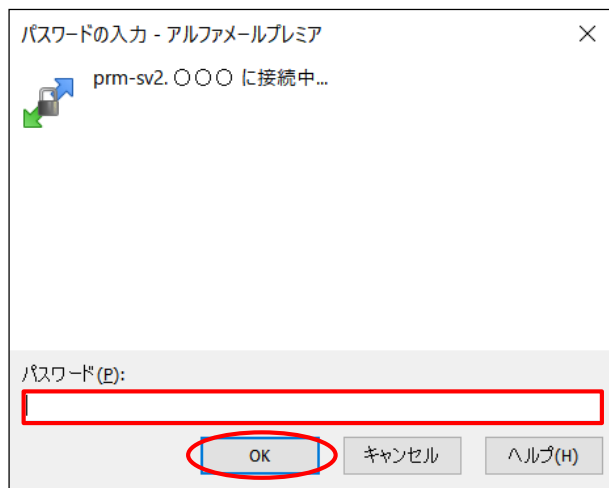 パスワードの入力 - アルファメールプレミア
prm-sv2.〇〇〇 に接続中...
パスワード(P):
OK キャンセル ヘルプ(H)